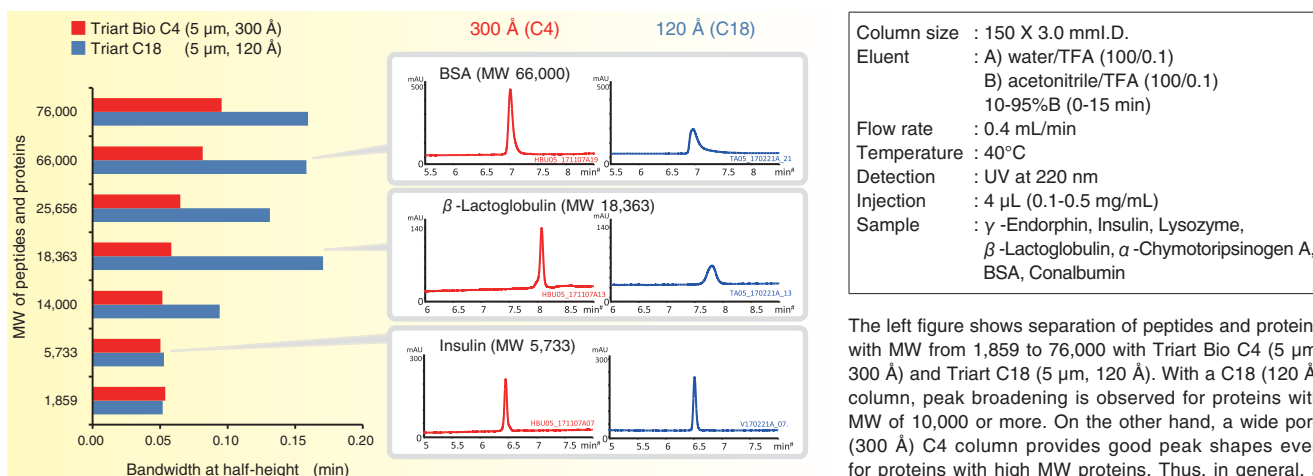 Triart Bio C4 (5 μm, 300 Å)
Triart C18 (5 μm, 120 Å)
300 Å (C4)
120 Å (C18)
MW of peptides and proteins
76,000
66,000
25,656
18,363
14,000
5,733
1,859
0.00 0.05 0.10 0.15 0.20
Bandwidth at half-height (min)
BSA (MW 66,000)
mAU
500
0
HBU05_171107A19
5.5 6 6.5 7 7.5 8 8.5 min#
mAU
500
0
TA05_170221A_21
5.5 6 6.5 7 7.5 8 min#
β -Lactoglobulin (MW 18,363)
mAU
140
0
HBU05_171107A13
6 6.5 7 7.5 8 8.5 min#
mAU
140
0
TA05_170221A_13
6 6.5 7 7.5 8 8.5 min#
Insulin (MW 5,733)
mAU
300
0
HBU05_171107A07
5 5.5 6 6.5 7 7.5 min#
mAU
300
0
V170221A_07.
5 5.5 6 6.5 7 7.5 min#
Column size : 150 X 3.0 mmI.D.
Eluent : A) water/TFA (100/0.1)
B) acetonitrile/TFA (100/0.1)
10-95%B (0-15 min)
Flow rate : 0.4 mL/min
Temperature : 40°C
Detection : UV at 220 nm
Injection : 4 μL (0.1-0.5 mg/mL)
Sample : γ -Endorphin, Insulin, Lysozyme,
β -Lactoglobulin, α -Chymotoripsinogen A,
BSA, Conalbumin
The left figure shows separation of peptides and protein
with MW from 1,859 to 76,000 with Triart Bio C4 (5 μm
300 Å) and Triart C18 (5 μm, 120 Å). With a C18 (120 Å
column, peak broadening is observed for proteins wit
MW of 10,000 or more. On the other hand, a wide por
(300 Å) C4 column provides good peak shapes eve
for proteins with high MW proteins. Thus, in general,